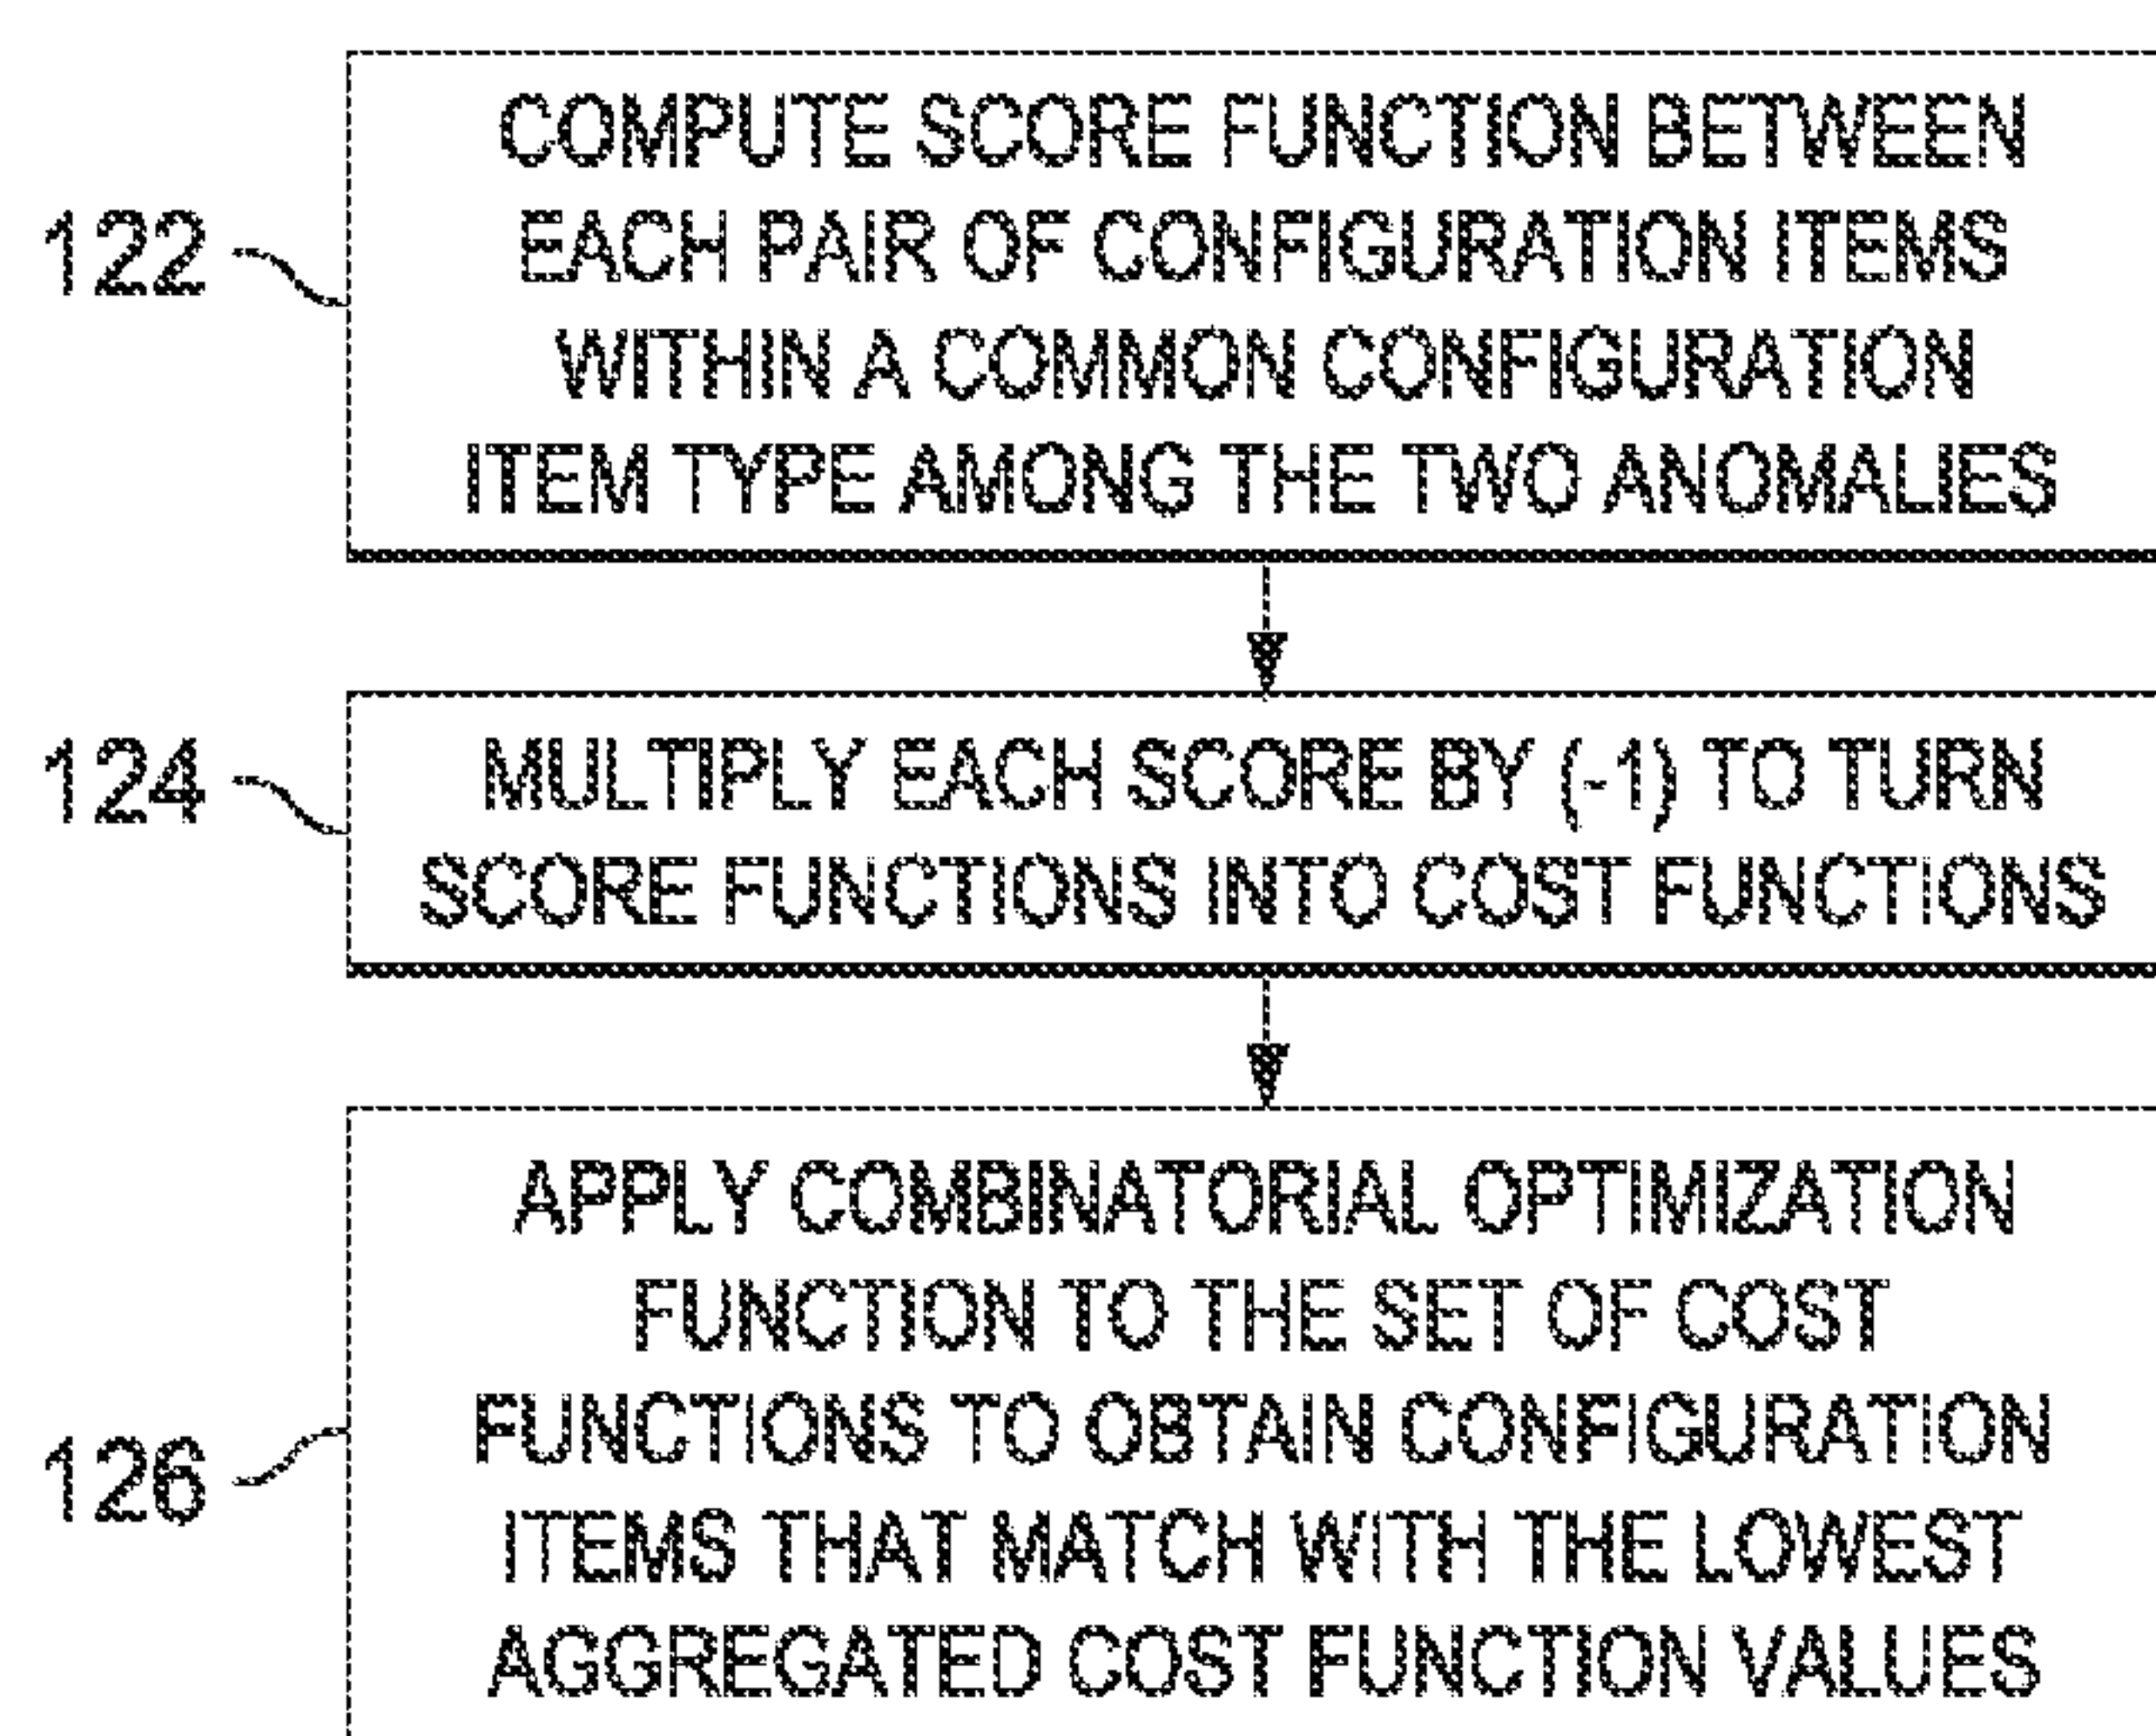 COMPUTE SCORE FUNCTION BETWEEN
EACH PAIR OF CONFIGURATION ITEMS
122
WITHIN A COMMON CONFIGURATION
ITEM TYPE AMONG THE TWO ANOMALIES
124
MULTIPLY EACH SCORE BY (-1) TO TURN
SCORE FUNCTIONS INTO COST FUNCTIONS
APPLY COMBINATORIAL OPTIMIZATION
FUNCTION TO THE SET OF COST
FUNCTIONS TO OBTAIN CONFIGURATION
126
ITEMS THAT MATCH WITH THE LOWEST
AGGREGATED COST FUNCTION VALUES